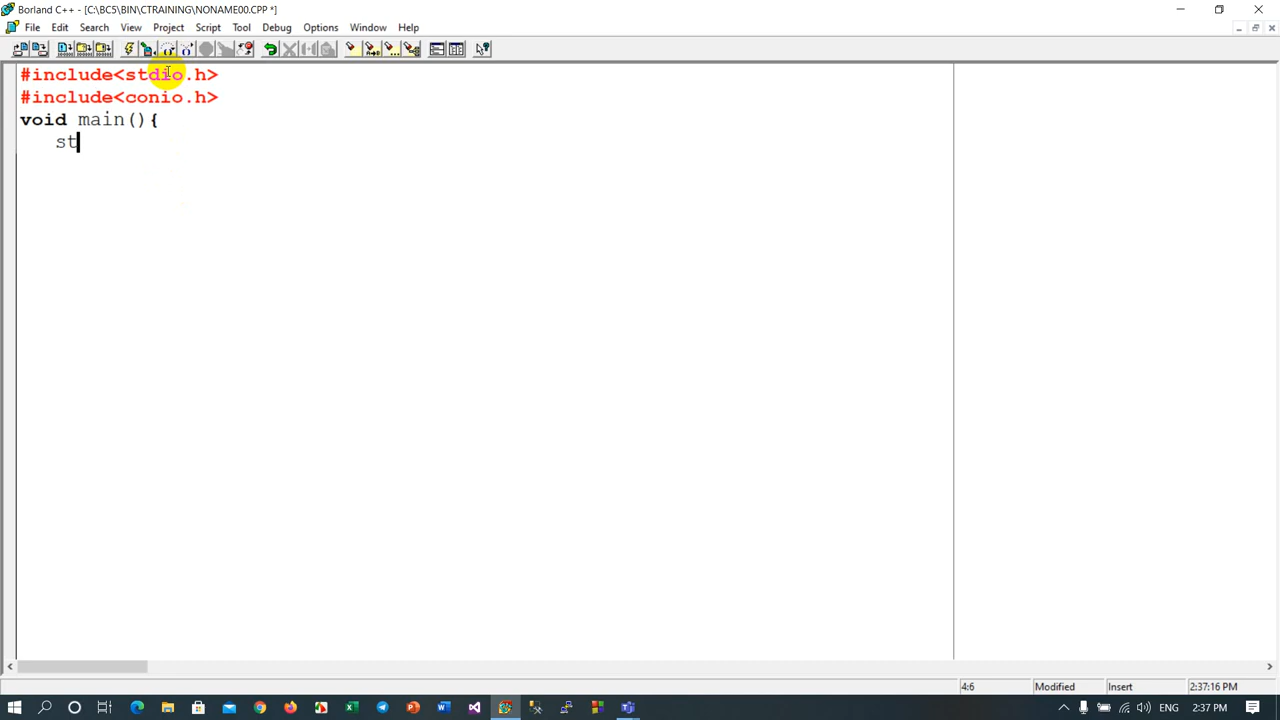 Borland C++ - [C:\BC5\BIN\CTRAINING\NONAME00.CPP *]
File Edit Search View Project Script Tool Debug Options Window Help
#include<stdio.h>
#include<conio.h>
void main(){
st
4:6 Modified Insert 2:37:16 PM
ENG 2:37 PM